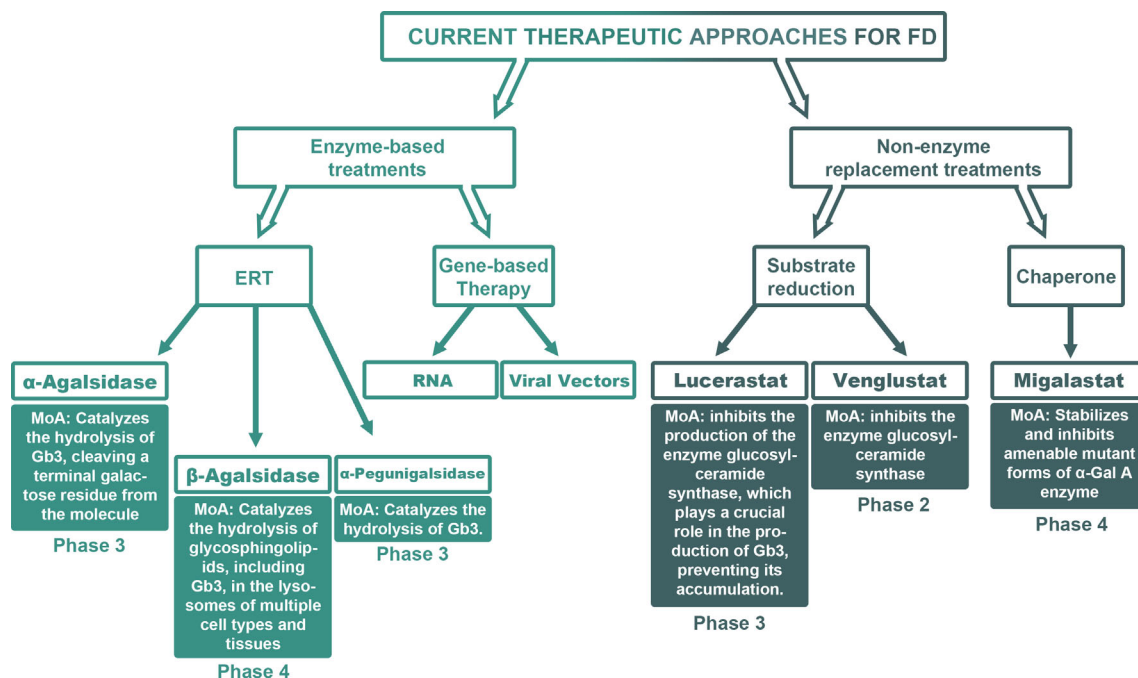 CURRENT THERAPEUTIC APPROACHES FOR FD
Enzyme-based
treatments
Non-enzyme
replacement treatments
ERT
Gene-based
Therapy
Substrate
reduction
Chaperone
α-Agalsidase
MoA: Catalyzes
the hydrolysis of
Gb3, cleaving a
terminal galac-
tose residue from
the molecule
Phase 3
β-Agalsidase
MoA: Catalyzes
the hydrolysis of
glycosphingolip-
ids, including
Gb3, in the lyso-
somes of multiple
cell types and
tissues
Phase 4
α-Pegunigalsidase
MoA: Catalyzes the
hydrolysis of Gb3.
Phase 3
RNA
Viral Vectors
Lucerastat
MoA: inhibits the
production of the
enzyme glucosyl-
ceramide
synthase, which
plays a crucial
role in the pro-
duction of Gb3,
preventing its
accumulation.
Phase 3
Venglustat
MoA: inhibits the
enzyme glucosyl-
ceramide
synthase
Phase 2
Migalastat
MoA: Stabilizes
and inhibits
amenable mutant
forms of α-Gal A
enzyme
Phase 4